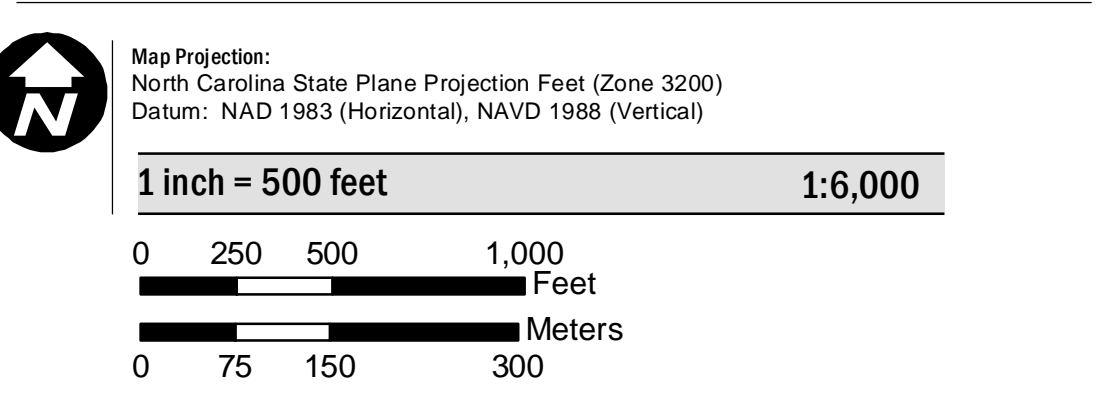 N
Map Projection:
North Carolina State Plane Projection Feet (Zone 3200)
Datum: NAD 1983 (Horizontal), NAVD 1988 (Vertical)
1 inch = 500 feet 1:6,000
0 250 500 1,000
Feet
Meters
0 75 150 300